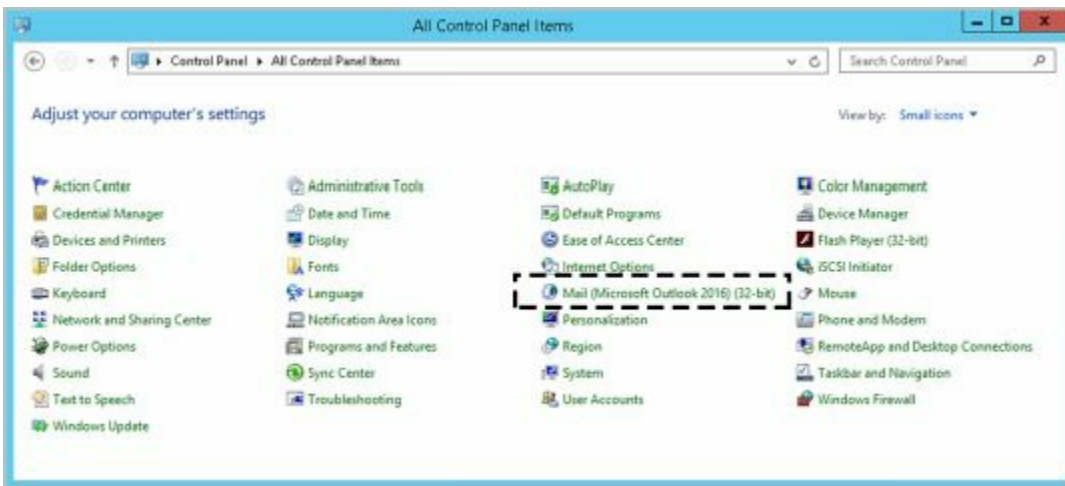 All Control Panel Items
Control Panel All Control Panel Items Search Control Panel
Adjust your computer's settings View by: Small icons
Action Center Administrative Tools AutoPlay Color Management
Credential Manager Date and Time Default Programs Device Manager
Devices and Printers Display Ease of Access Center Flash Player (32-bit)
Folder Options Fonts Internet Options iSCSI Initiator
Keyboard Language Mail (Microsoft Outlook 2016) (32-bit) Mouse
Network and Sharing Center Notification Area Icons Personalization Phone and Modem
Power Options Programs and Features Region RemoteApp and Desktop Connections
Sound Sync Center System Taskbar and Navigation
Text to Speech Troubleshooting User Accounts Windows Firewall
Windows Update